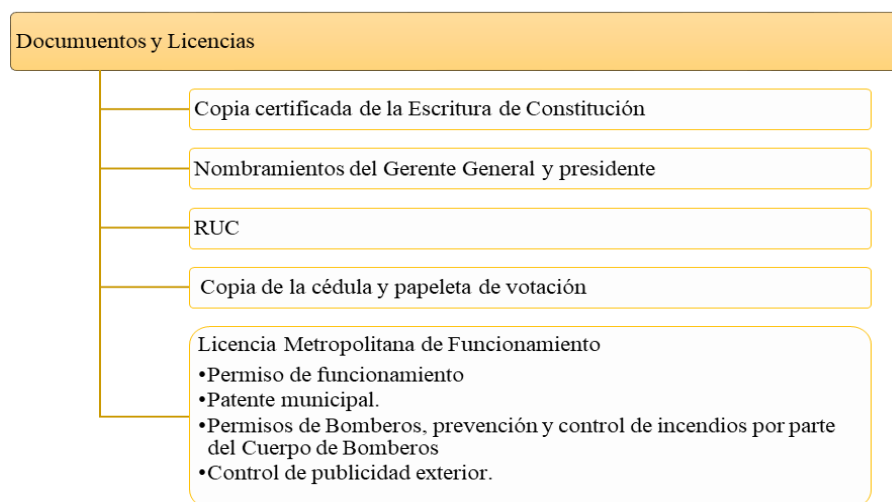 Documuentos y Licencias
Copia certificada de la Escritura de Constitución
Nombramientos del Gerente General y presidente
RUC
Copia de la cédula y papeleta de votación
Licencia Metropolitana de Funcionamiento
•Permiso de funcionamiento
•Patente municipal.
•Permisos de Bomberos, prevención y control de incendios por parte
del Cuerpo de Bomberos
•Control de publicidad exterior.